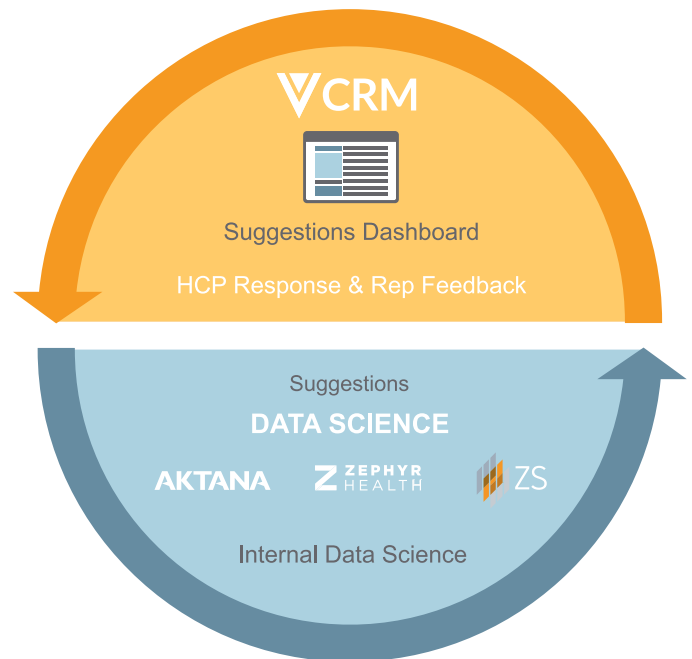 VCRM
Suggestions Dashboard
HCP Response & Rep Feedback
Suggestions
DATA SCIENCE
AKTANA
Z ZEPHYR
HEALTH
ZS
Internal Data Science